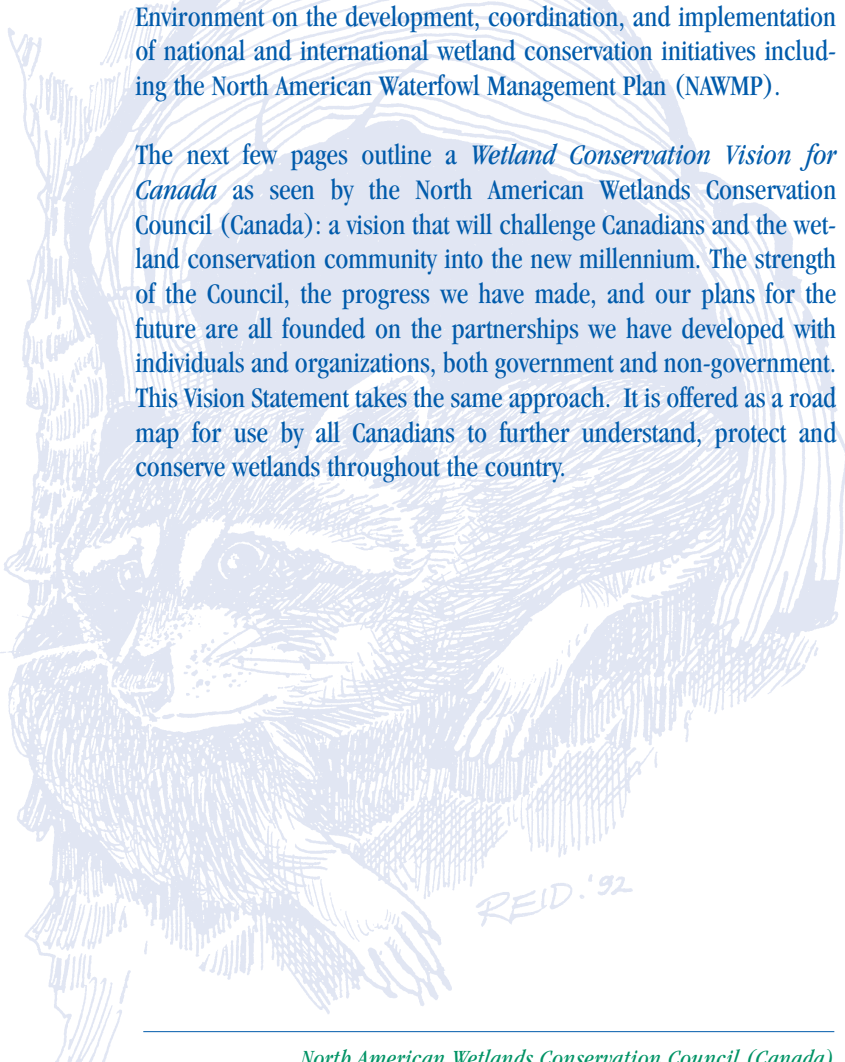 Environment on the development, coordination, and implementation
of national and international wetland conservation initiatives includ-
ing the North American Waterfowl Management Plan (NAWMP).
The next few pages outline a Wetland Conservation Vision for
Canada as seen by the North American Wetlands Conservation
Council (Canada): a vision that will challenge Canadians and the wet-
land conservation community into the new millennium. The strength
of the Council, the progress we have made, and our plans for the
future are all founded on the partnerships we have developed with
individuals and organizations, both government and non-government.
This Vision Statement takes the same approach. It is offered as a road
map for use by all Canadians to further understand, protect and
conserve wetlands throughout the country.
REID. '92
North American Wetlands Conservation Council (Canada)